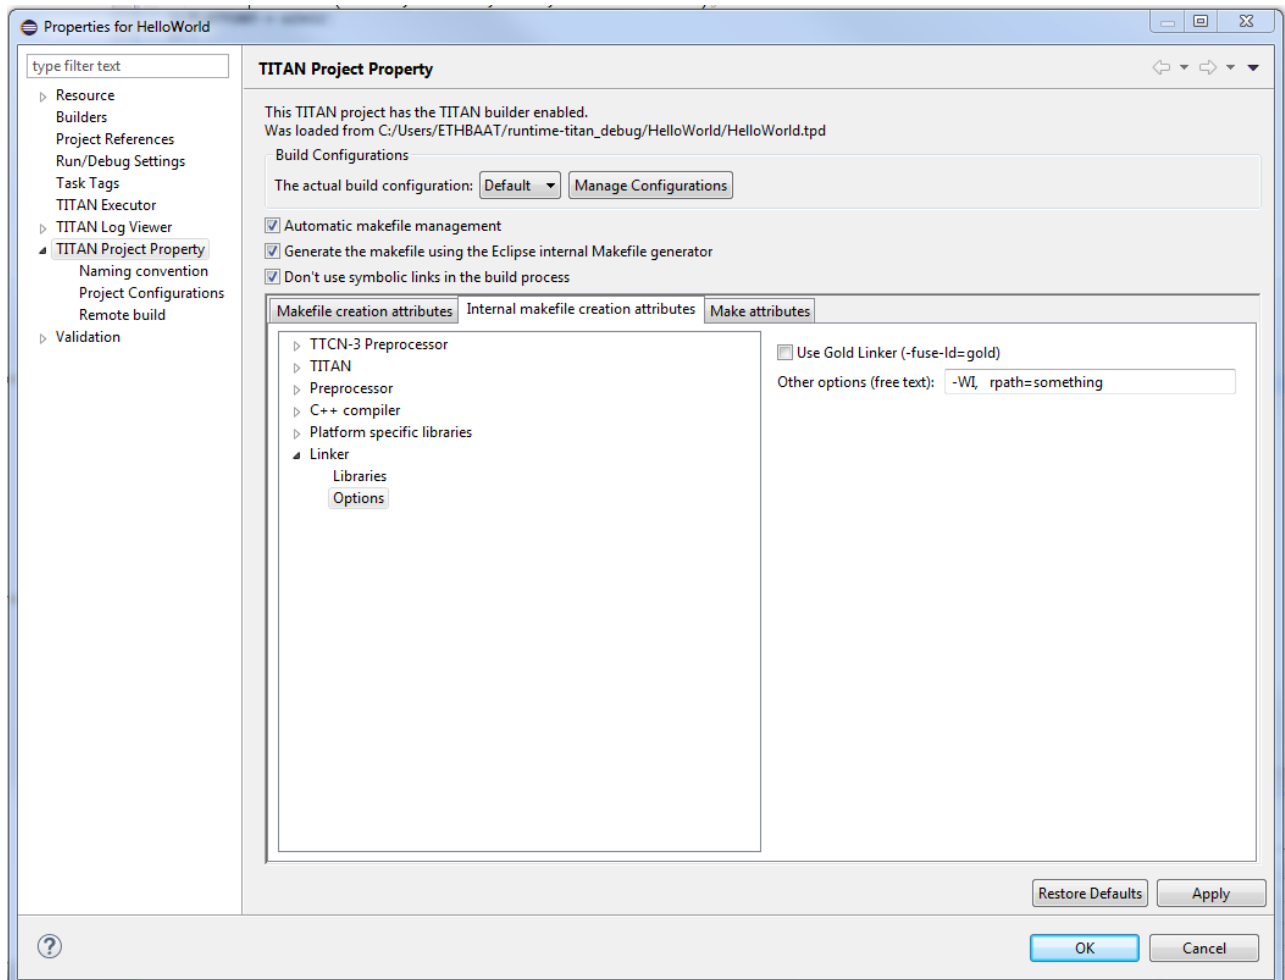 Properties for HelloWorld
type filter text
Resource
Builders
Project References
Run/Debug Settings
Task Tags
TITAN Executor
TITAN Log Viewer
TITAN Project Property
Naming convention
Project Configurations
Remote build
Validation
TITAN Project Property
This TITAN project has the TITAN builder enabled.
Was loaded from C:/Users/ETHBAAT/runtime-titan_debug/HelloWorld/HelloWorld.tpd
Build Configurations
The actual build configuration: Default Manage Configurations
Automatic makefile management
Generate the makefile using the Eclipse internal Makefile generator
Don't use symbolic links in the build process
Makefile creation attributes Internal makefile creation attributes Make attributes
TTCN-3 Preprocessor
TITAN
Preprocessor
C++ compiler
Platform specific libraries
Linker
Libraries
Options
Use Gold Linker (-fuse-ld=gold)
Other options (free text): -Wl, rpath=something
Restore Defaults Apply
OK Cancel